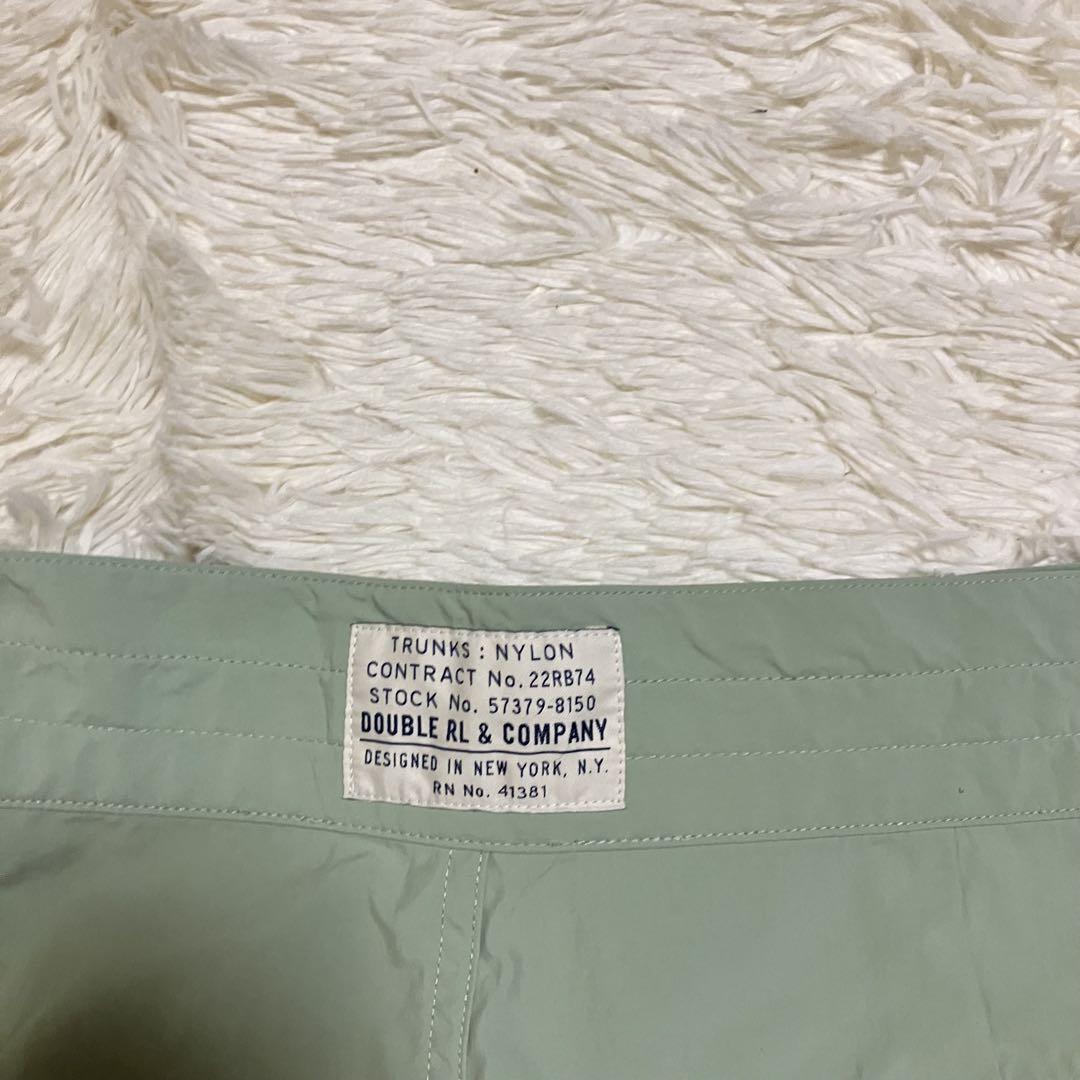 TRUNKS : NYLON
CONTRACT No. 22RB74
STOCK No. 57379-8150
DOUBLE RL & COMPANY
DESIGNED IN NEW YORK, N.Y.
RN No. 41381